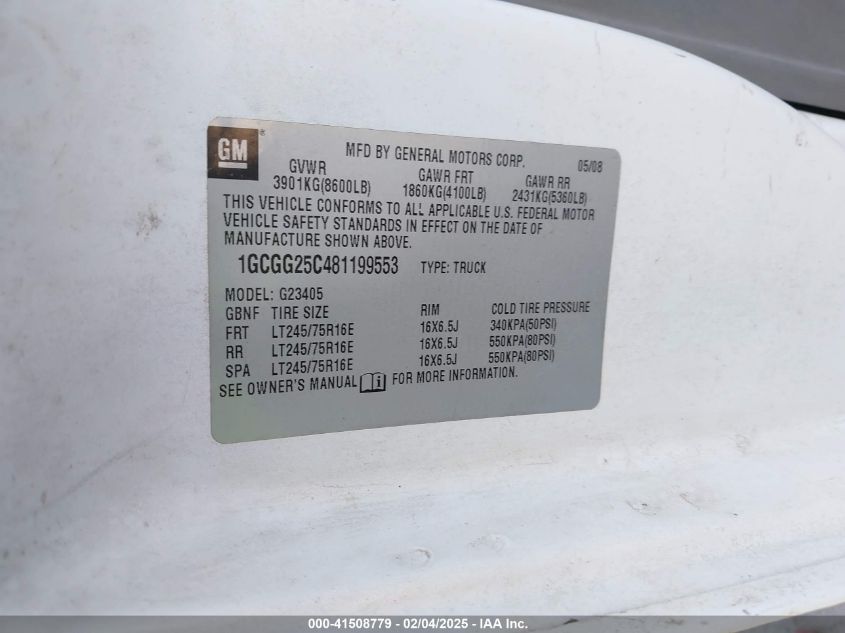 GM
®
MFD BY GENERAL MOTORS CORP. 05/08
GVWR GAWR FRT GAWR RR
3901KG(8600LB) 1860KG(4100LB) 2431KG(5360LB)
THIS VEHICLE CONFORMS TO ALL APPLICABLE U.S. FEDERAL MOTOR
VEHICLE SAFETY STANDARDS IN EFFECT ON THE DATE OF
MANUFACTURE SHOWN ABOVE.
1GCGG25C481199553 TYPE: TRUCK
MODEL: G23405
GBNF TIRE SIZE RIM COLD TIRE PRESSURE
FRT LT245/75R16E 16X6.5J 340KPA(50PSI)
RR LT245/75R16E 16X6.5J 550KPA(80PSI)
SPA LT245/75R16E 16X6.5J 550KPA(80PSI)
SEE OWNER'S MANUAL i FOR MORE INFORMATION.
000-41508779 - 02/04/2025 - IAA Inc.